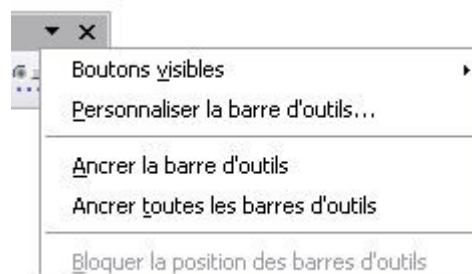 Boutons visibles
Personnaliser la barre d'outils...
Ancrer la barre d'outils
Ancrer toutes les barres d'outils
Bloquer la position des barres d'outils